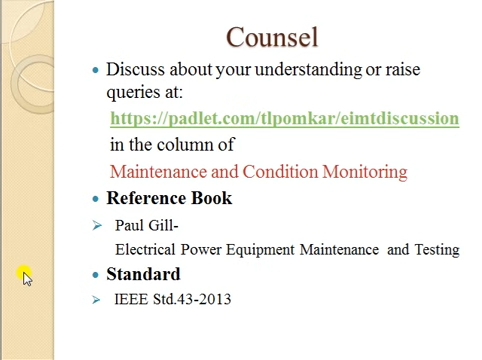 Counsel
Discuss about your understanding or raise
queries at:
https://padlet.com/tlpomkar/eimtdiscussion
in the column of
Maintenance and Condition Monitoring
Reference Book
Paul Gill-
Electrical Power Equipment Maintenance and Testing
Standard
IEEE Std.43-2013